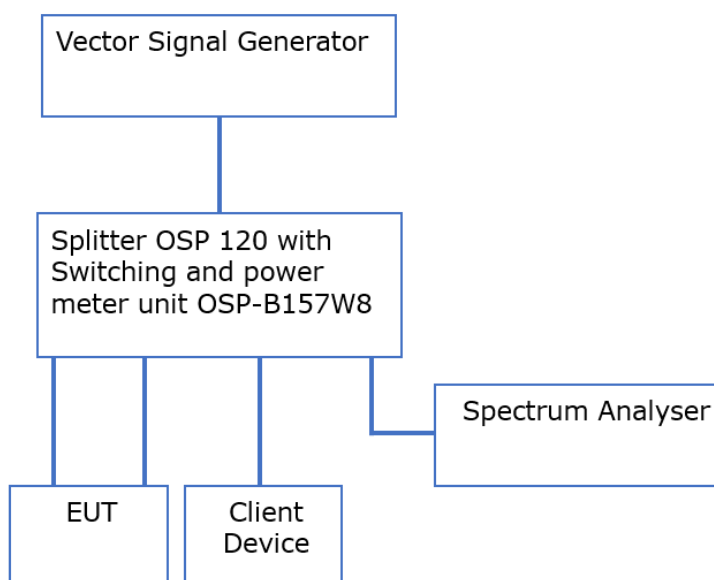 Vector Signal Generator
Splitter OSP 120 with
Switching and power
meter unit OSP-B157W8
Spectrum Analyser
EUT
Client
Device